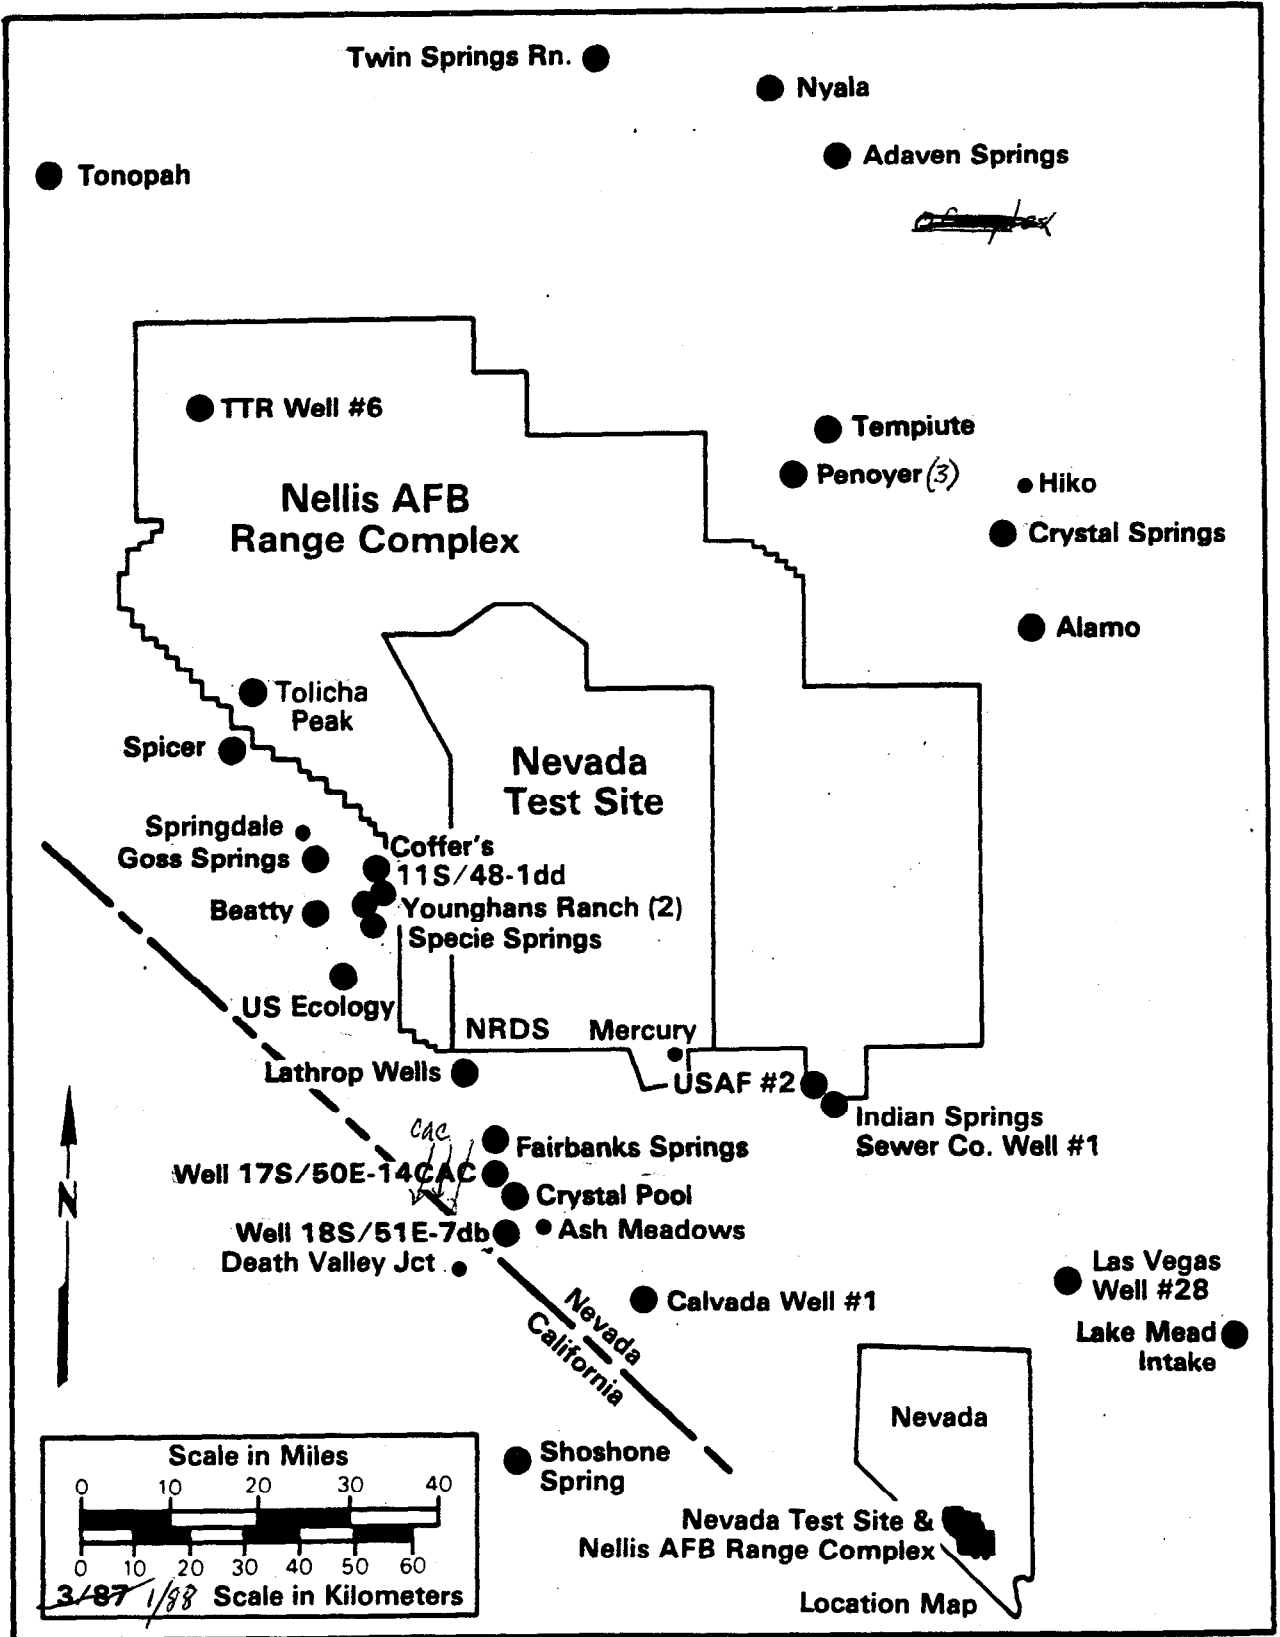 Twin Springs Rn.
Nyala
Adaven Springs
Tonopah
TTR Well #6
Tempiute
Penoyer (3)
Hiko
Nellis AFB
Range Complex
Crystal Springs
Alamo
Tolicha
Peak
Spicer
Nevada
Test Site
Springdale
Goss Springs
Coffer's
11S/48-1dd
Beatty
Younghans Ranch (2)
Specie Springs
US Ecology
NRDS
Mercury
Lathrop Wells
USAF #2
Indian Springs
Sewer Co. Well #1
cac
Fairbanks Springs
Well 17S/50E-14CAC
Crystal Pool
Well 18S/51E-7db
Ash Meadows
Death Valley Jct
N
Las Vegas
Well #28
Calvada Well #1
Nevada
California
Lake Mead
Intake
Nevada
Shoshone
Spring
Nevada Test Site &
Nellis AFB Range Complex
Location Map
Scale in Miles
0 10 20 30 40
0 10 20 30 40 50 60
3/87 1/88 Scale in Kilometers